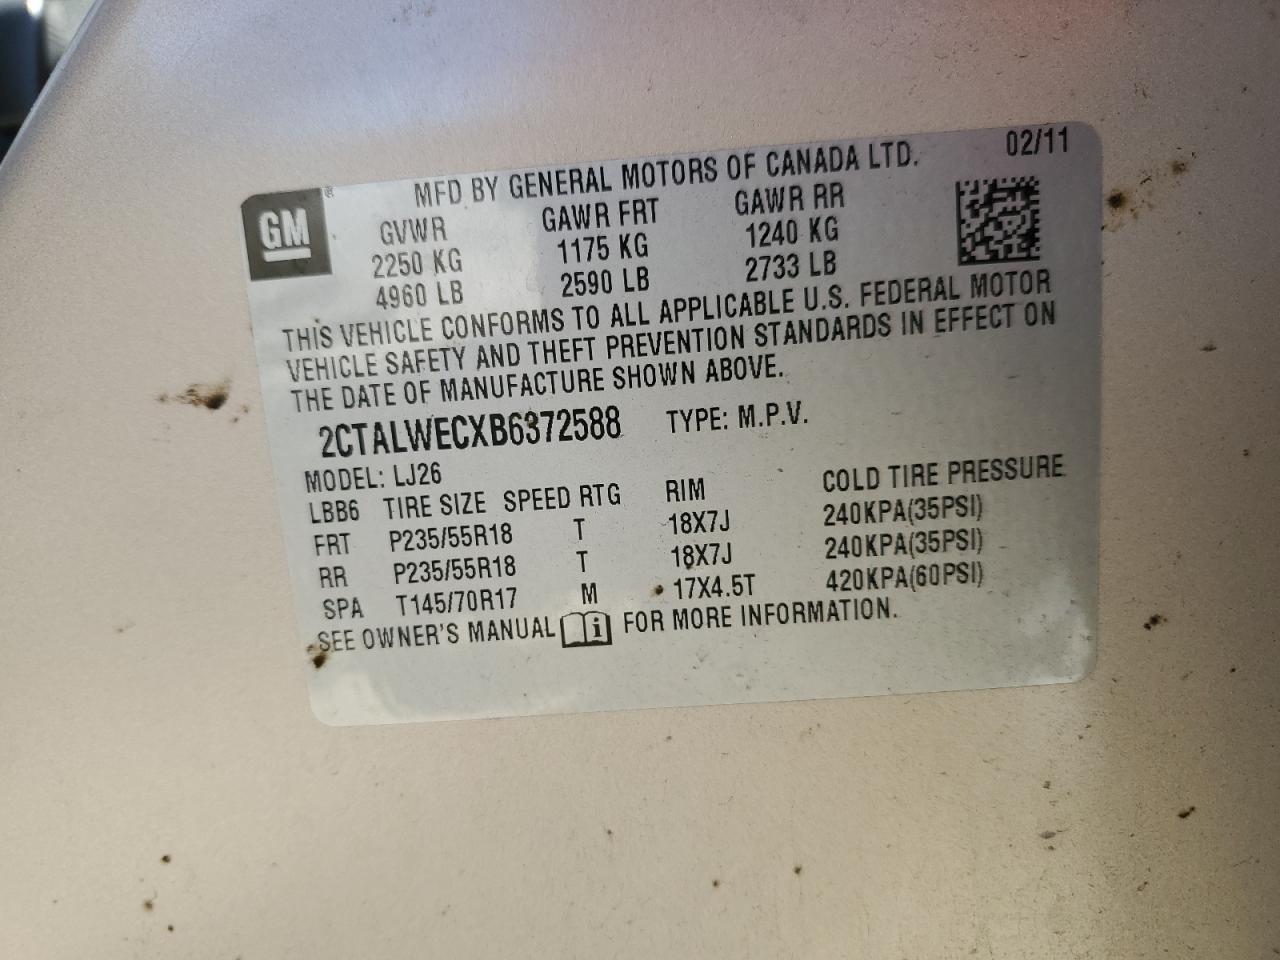 02/11
GM ®
MFD BY GENERAL MOTORS OF CANADA LTD.
GVWR GAWR FRT GAWR RR
2250 KG 1175 KG 1240 KG
4960 LB 2590 LB 2733 LB
THIS VEHICLE CONFORMS TO ALL APPLICABLE U.S. FEDERAL MOTOR
VEHICLE SAFETY AND THEFT PREVENTION STANDARDS IN EFFECT ON
THE DATE OF MANUFACTURE SHOWN ABOVE.
2CTALWECXB6372588 TYPE: M.P.V.
MODEL: LJ26
LBB6 TIRE SIZE SPEED RTG RIM COLD TIRE PRESSURE
FRT P235/55R18 T 18X7J 240KPA(35PSI)
RR P235/55R18 T 18X7J 240KPA(35PSI)
SPA T145/70R17 M 17X4.5T 420KPA(60PSI)
SEE OWNER'S MANUAL i FOR MORE INFORMATION.